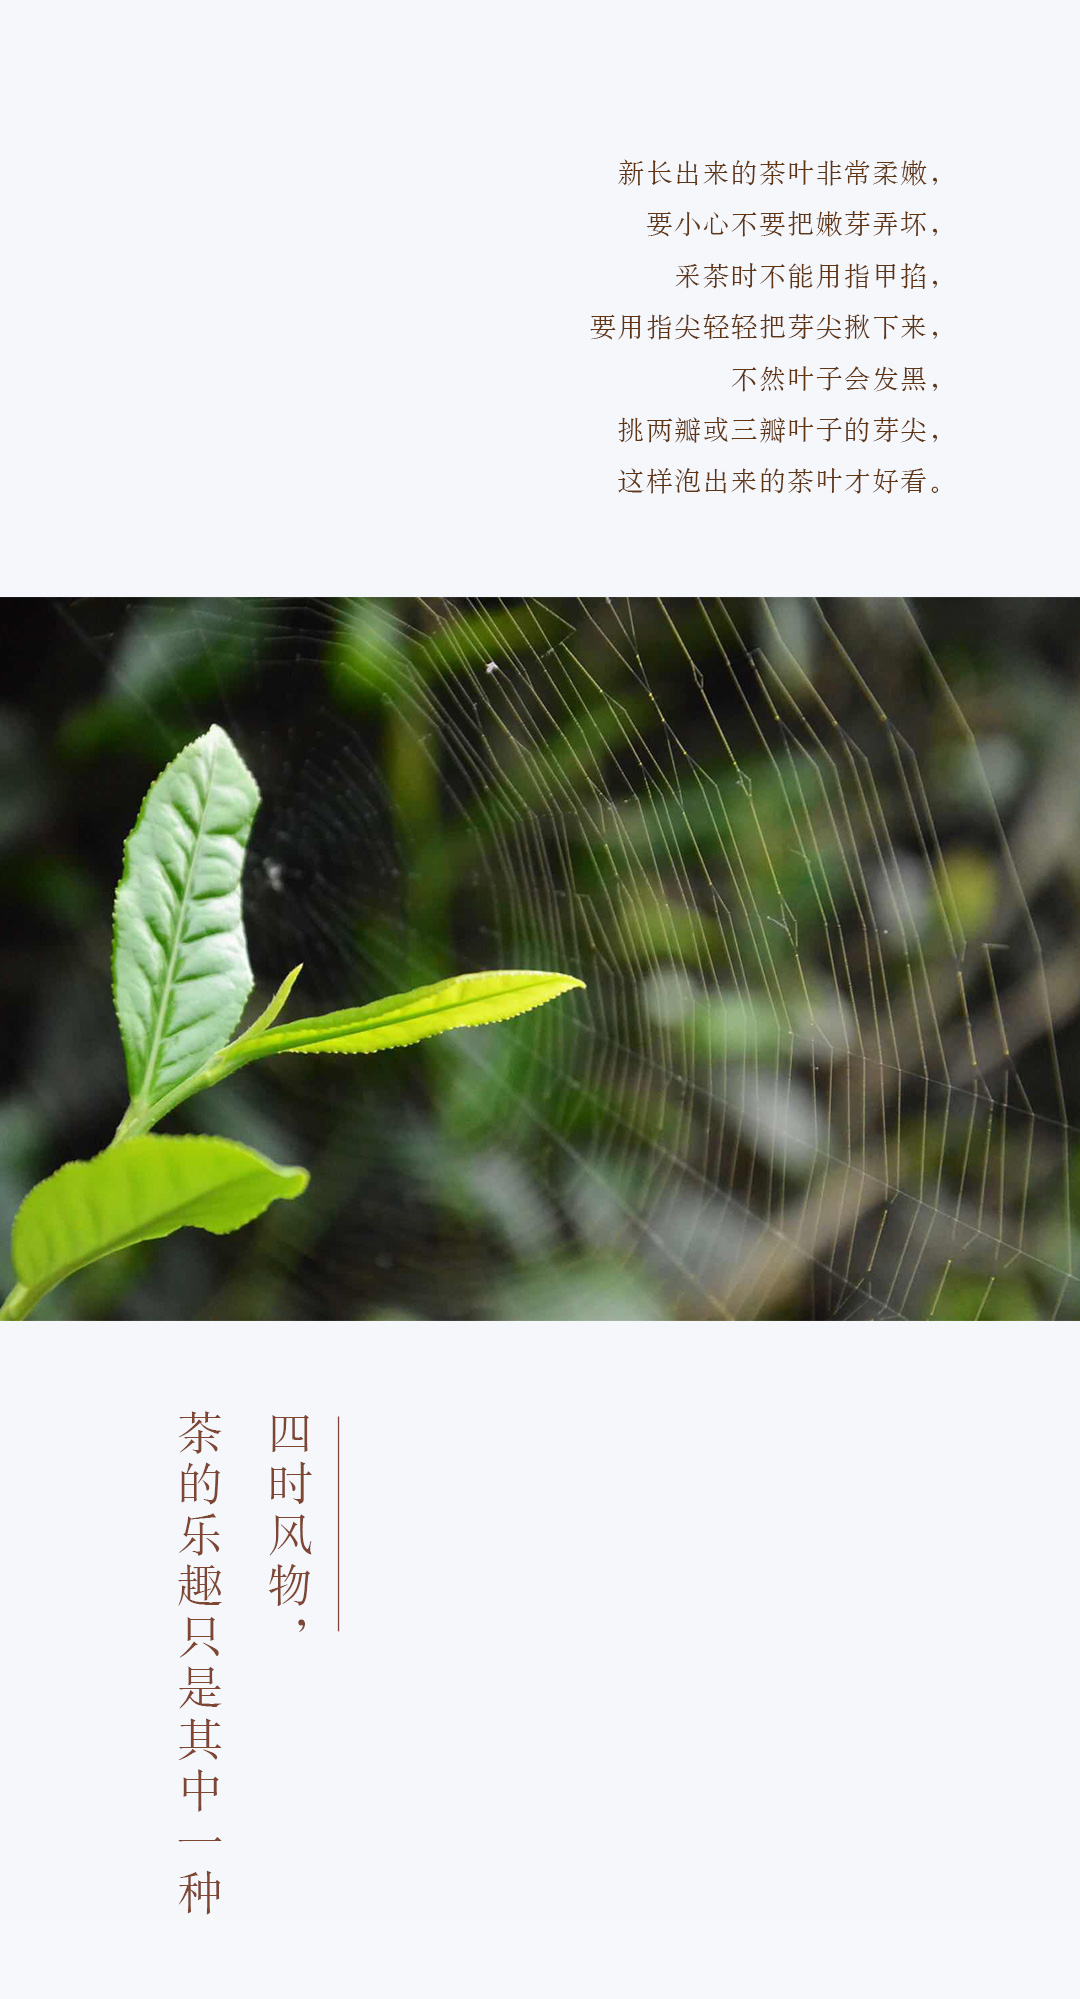 新长出来的茶叶非常柔嫩，
要小心不要把嫩芽弄坏，
采茶时不能用指甲掐，
要用指尖轻轻把芽尖揪下来，
不然叶子会发黑，
挑两瓣或三瓣叶子的芽尖，
这样泡出来的茶叶才好看。
四时风物，
茶的乐趣只是其中一种